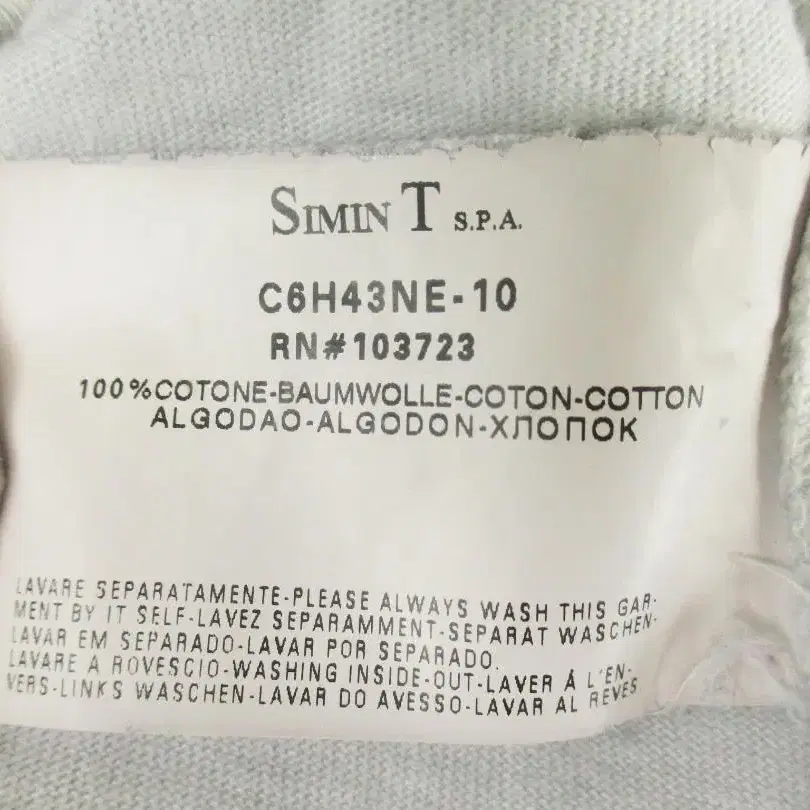 SIMIN T S.P.A.
C6H43NE-10
RN#103723
100%COTONE-BAUMWOLLE-COTON-COTTON
ALGODAO-ALGODON-ХЛОПОК
LAVARE SEPARATAMENTE-PLEASE ALWAYS WASH THIS GAR-
MENT BY IT SELF-LAVEZ SEPARAMMENT-SEPARAT WASCHEN-
LAVAR EM SEPARADO-LAVAR POR SEPARADO.
LAVARE A ROVESCIO-WASHING INSIDE-OUT-LAVER Á L'EN-
VERS-LINKS WASCHEN-LAVAR DO AVESSO-LAVAR AL REVES